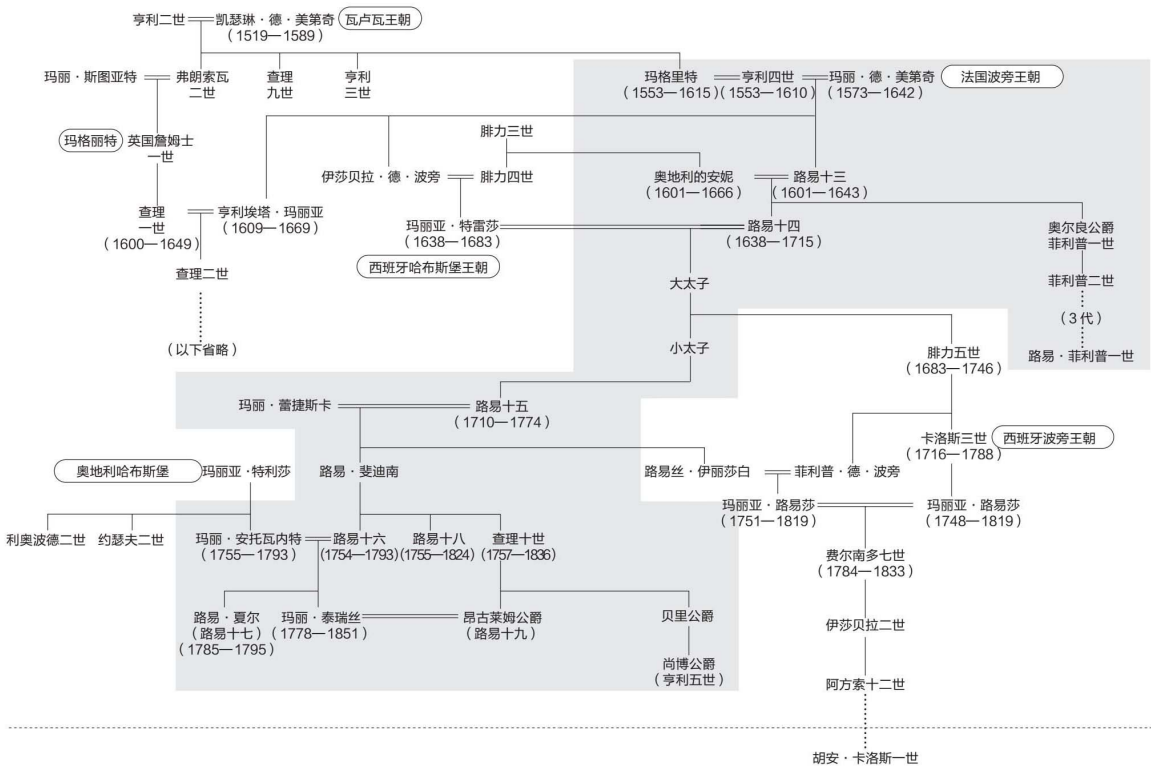 亨利二世
凯瑟琳·德·美第奇
(1519—1589)
瓦卢瓦王朝
玛丽·斯图亚特
弗朗索瓦
二世
查理
九世
亨利
三世
玛格里特
(1553—1615)
亨利四世
(1553—1610)
玛丽·德·美第奇
(1573—1642)
法国波旁王朝
玛格丽特
英国詹姆士
一世
腓力三世
伊莎贝拉·德·波旁
腓力四世
奥地利的安妮
(1601—1666)
路易十三
(1601—1643)
查理
一世
(1600—1649)
亨利埃塔·玛丽亚
(1609—1669)
玛丽亚·特雷莎
(1638—1683)
路易十四
(1638—1715)
奥尔良公爵
菲利普一世
西班牙哈布斯堡王朝
查理二世
大太子
菲利普二世
(以下省略)
(3代)
小太子
腓力五世
(1683—1746)
路易·菲利普一世
玛丽·蕾捷斯卡
路易十五
(1710—1774)
卡洛斯三世
(1716—1788)
西班牙波旁王朝
奥地利哈布斯堡
玛丽亚·特利莎
路易·斐迪南
路易丝·伊丽莎白
菲利普·德·波旁
玛丽亚·路易莎
(1751—1819)
玛丽亚·路易莎
(1748—1819)
利奥波德二世
约瑟夫二世
玛丽·安托瓦内特
(1755—1793)
路易十六
(1754—1793)
路易十八
(1755—1824)
查理十世
(1757—1836)
费尔南多七世
(1784—1833)
路易·夏尔
(路易十七)
(1785—1795)
玛丽·泰瑞丝
(1778—1851)
昂古莱姆公爵
(路易十九)
贝里公爵
伊莎贝拉二世
尚博公爵
(亨利五世)
阿方索十二世
胡安·卡洛斯一世